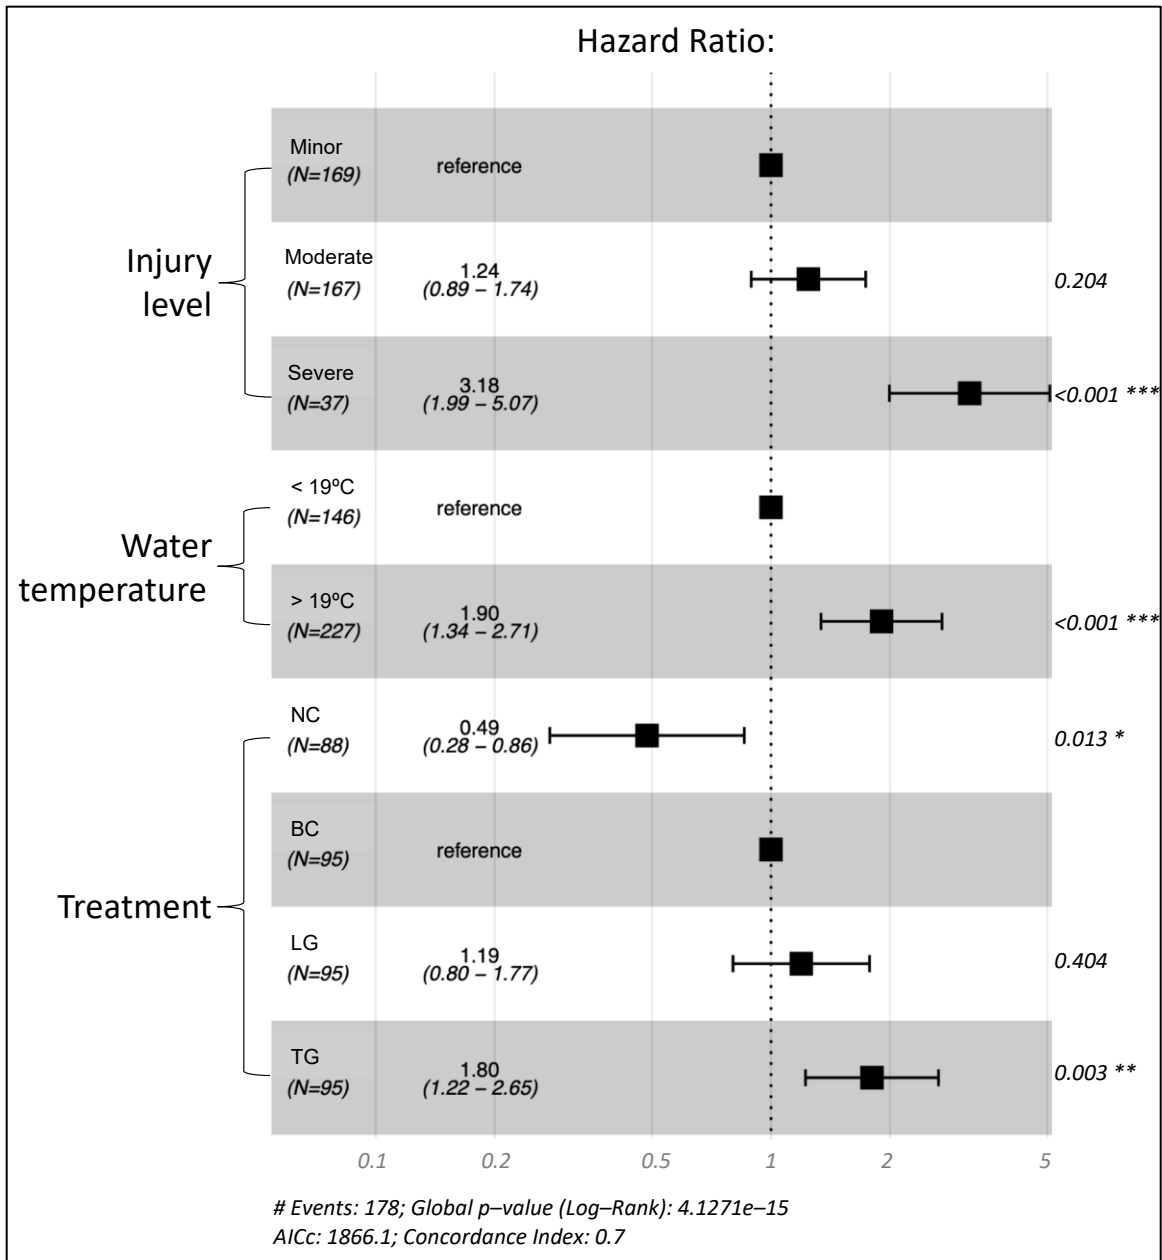 Hazard Ratio:
Injury
level
Minor
(N=169)
reference
Moderate
(N=167)
1.24
(0.89 – 1.74)
0.204
Severe
(N=37)
3.18
(1.99 – 5.07)
<0.001 ***
Water
temperature
< 19ºC
(N=146)
reference
> 19ºC
(N=227)
1.90
(1.34 – 2.71)
<0.001 ***
Treatment
NC
(N=88)
0.49
(0.28 – 0.86)
0.013 *
BC
(N=95)
reference
LG
(N=95)
1.19
(0.80 – 1.77)
0.404
TG
(N=95)
1.80
(1.22 – 2.65)
0.003 **
0.1 0.2 0.5 1 2 5
# Events: 178; Global p–value (Log–Rank): 4.1271e–15
AICc: 1866.1; Concordance Index: 0.7